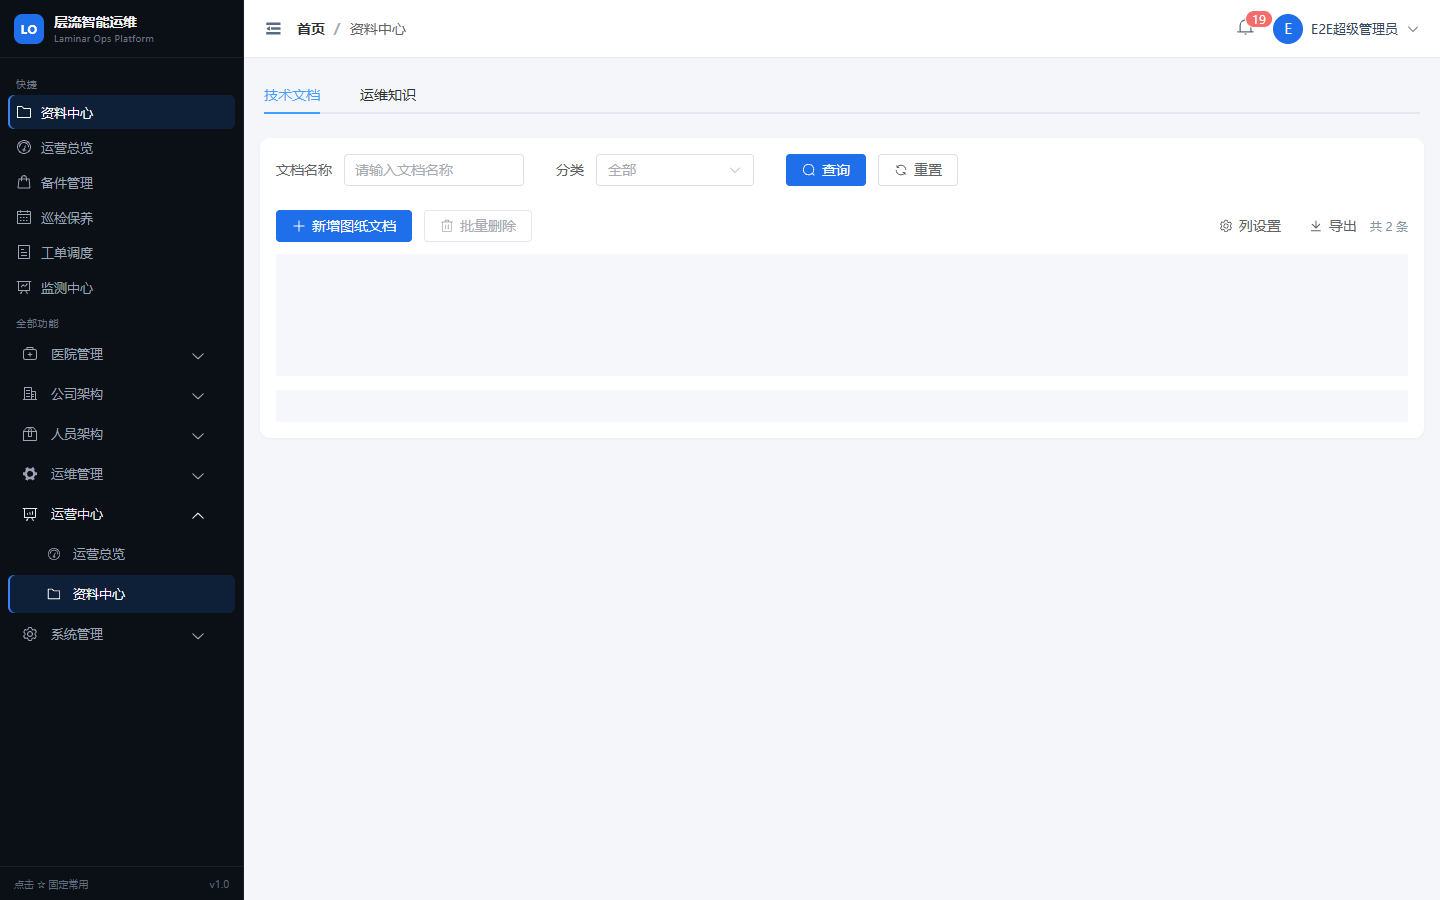 LO
层流智能运维
Laminar Ops Platform
快捷
资料中心
运营总览
备件管理
巡检保养
工单调度
监测中心
全部功能
医院管理
公司架构
人员架构
运维管理
运营中心
运营总览
资料中心
系统管理
点击 ☆ 固定常用 v1.0
首页 / 资料中心
19
E E2E超级管理员
技术文档 运维知识
文档名称 请输入文档名称 分类 全部 查询 重置
新增图纸文档 批量删除 列设置 导出 共 2 条